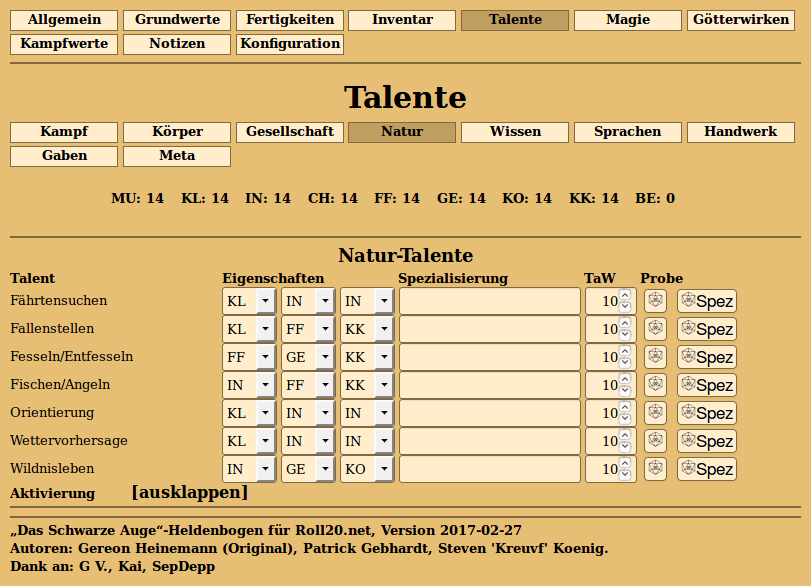 Allgemein Grundwerte Fertigkeiten Inventar Talente Magie Götterwirken
Kampfwerte Notizen Konfiguration
Talente
Kampf Körper Gesellschaft Natur Wissen Sprachen Handwerk
Gaben Meta
MU: 14 KL: 14 IN: 14 CH: 14 FF: 14 GE: 14 KO: 14 KK: 14 BE: 0
Natur-Talente
Talent Eigenschaften Spezialisierung TaW Probe
Fährtensuchen KL IN IN 10 Spez
Fallenstellen KL FF KK 10 Spez
Fesseln/Entfesseln FF GE KK 10 Spez
Fischen/Angeln IN FF KK 10 Spez
Orientierung KL IN IN 10 Spez
Wettervorhersage KL IN IN 10 Spez
Wildnisleben IN GE KO 10 Spez
Aktivierung [ausklappen]
„Das Schwarze Auge“-Heldenbogen für Roll20.net, Version 2017-02-27
Autoren: Gereon Heinemann (Original), Patrick Gebhardt, Steven 'Kreuvf' Koenig.
Dank an: G V., Kai, SepDepp